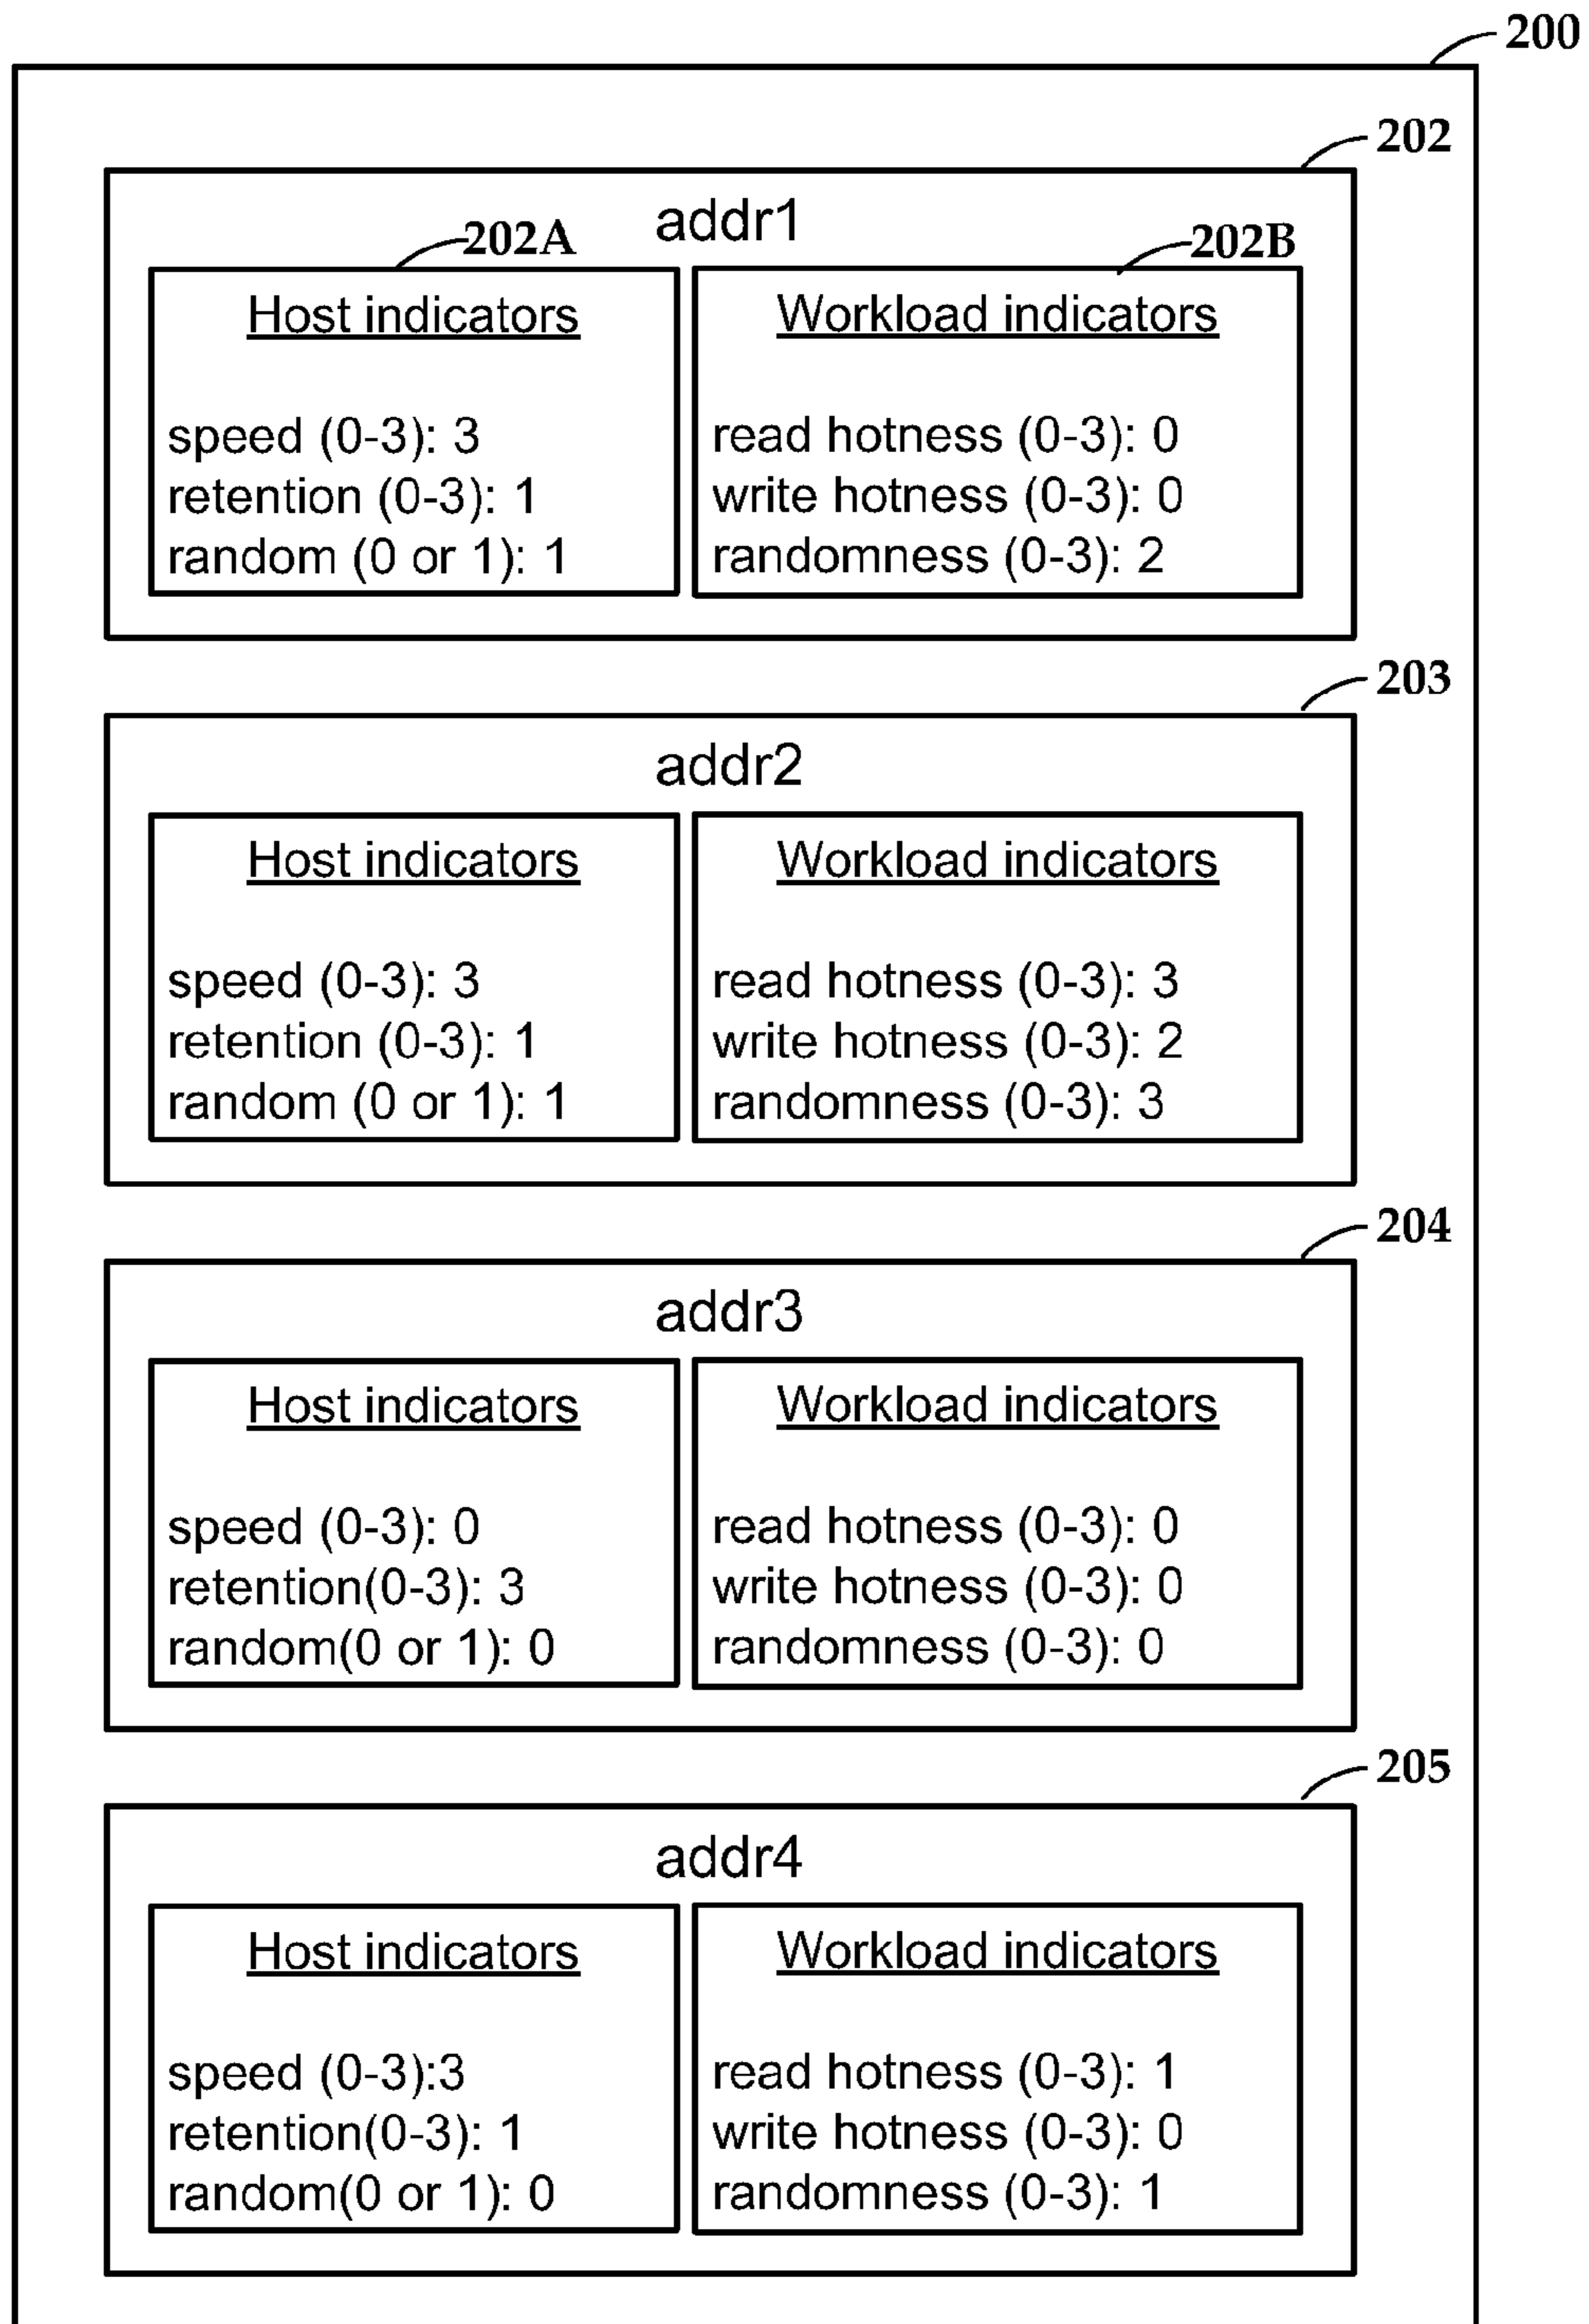 200
202
addr1
202A
202B
Host indicators
speed (0-3): 3
retention (0-3): 1
random (0 or 1): 1
Workload indicators
read hotness (0-3): 0
write hotness (0-3): 0
randomness (0-3): 2
203
addr2
Host indicators
speed (0-3): 3
retention (0-3): 1
random (0 or 1): 1
Workload indicators
read hotness (0-3): 3
write hotness (0-3): 2
randomness (0-3): 3
204
addr3
Host indicators
speed (0-3): 0
retention(0-3): 3
random(0 or 1): 0
Workload indicators
read hotness (0-3): 0
write hotness (0-3): 0
randomness (0-3): 0
205
addr4
Host indicators
speed (0-3):3
retention(0-3): 1
random(0 or 1): 0
Workload indicators
read hotness (0-3): 1
write hotness (0-3): 0
randomness (0-3): 1